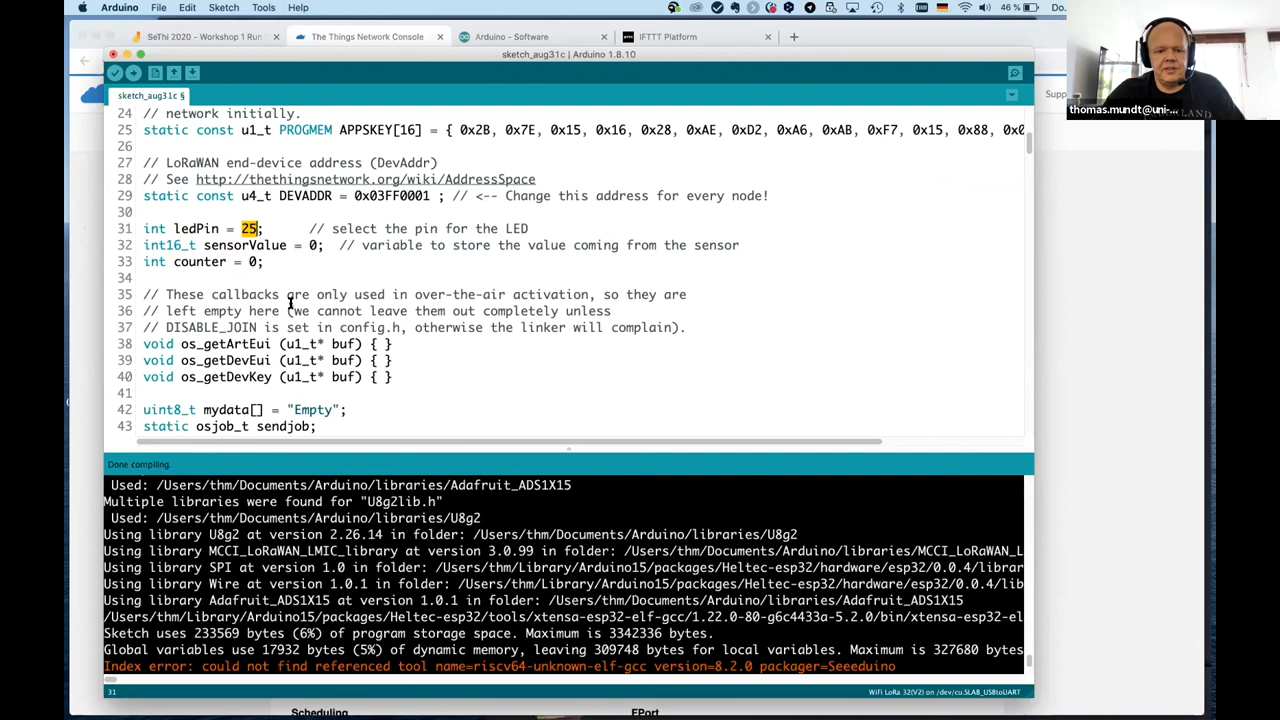 Arduino File Edit Sketch Tools Help 46 % Do.
SeThi 2020 - Workshop 1 Run The Things Network Console Arduino - Software IFTTT Platform
sketch_aug31c | Arduino 1.8.10
Suppo
thomas.mundt@uni-...
sketch_aug31c §
24 // network initially.
25 static const u1_t PROGMEM APPSKEY[16] = { 0x2B, 0x7E, 0x15, 0x16, 0x28, 0xAE, 0xD2, 0xA6, 0xAB, 0xF7, 0x15, 0x88, 0x0
26
27 // LoRaWAN end-device address (DevAddr)
28 // See http://thethingsnetwork.org/wiki/AddressSpace
29 static const u4_t DEVADDR = 0x03FF0001 ; // <-- Change this address for every node!
30
31 int ledPin = 25; // select the pin for the LED
32 int16_t sensorValue = 0; // variable to store the value coming from the sensor
33 int counter = 0;
34
35 // These callbacks are only used in over-the-air activation, so they are
36 // left empty here (we cannot leave them out completely unless
37 // DISABLE_JOIN is set in config.h, otherwise the linker will complain).
38 void os_getArtEui (u1_t* buf) { }
39 void os_getDevEui (u1_t* buf) { }
40 void os_getDevKey (u1_t* buf) { }
41
42 uint8_t mydata[] = "Empty";
43 static osjob_t sendjob;
Done compiling.
Used: /Users/thm/Documents/Arduino/libraries/Adafruit_ADS1X15
Multiple libraries were found for "U8g2lib.h"
Used: /Users/thm/Documents/Arduino/libraries/U8g2
Using library U8g2 at version 2.26.14 in folder: /Users/thm/Documents/Arduino/libraries/U8g2
Using library MCCI_LoRaWAN_LMIC_library at version 3.0.99 in folder: /Users/thm/Documents/Arduino/libraries/MCCI_LoRaWAN_L
Using library SPI at version 1.0 in folder: /Users/thm/Library/Arduino15/packages/Heltec-esp32/hardware/esp32/0.0.4/librar
Using library Wire at version 1.0.1 in folder: /Users/thm/Library/Arduino15/packages/Heltec-esp32/hardware/esp32/0.0.4/lib
Using library Adafruit_ADS1X15 at version 1.0.1 in folder: /Users/thm/Documents/Arduino/libraries/Adafruit_ADS1X15
/Users/thm/Library/Arduino15/packages/Heltec-esp32/tools/xtensa-esp32-elf-gcc/1.22.0-80-g6c4433a-5.2.0/bin/xtensa-esp32-el
Sketch uses 233569 bytes (6%) of program storage space. Maximum is 3342336 bytes.
Global variables use 17932 bytes (5%) of dynamic memory, leaving 309748 bytes for local variables. Maximum is 327680 bytes
Index error: could not find referenced tool name=riscv64-unknown-elf-gcc version=8.2.0 packager=Seeeduino
31 WiFi LoRa 32(V2) on /dev/cu.SLAB_USBtoUART
Scheduling FPort